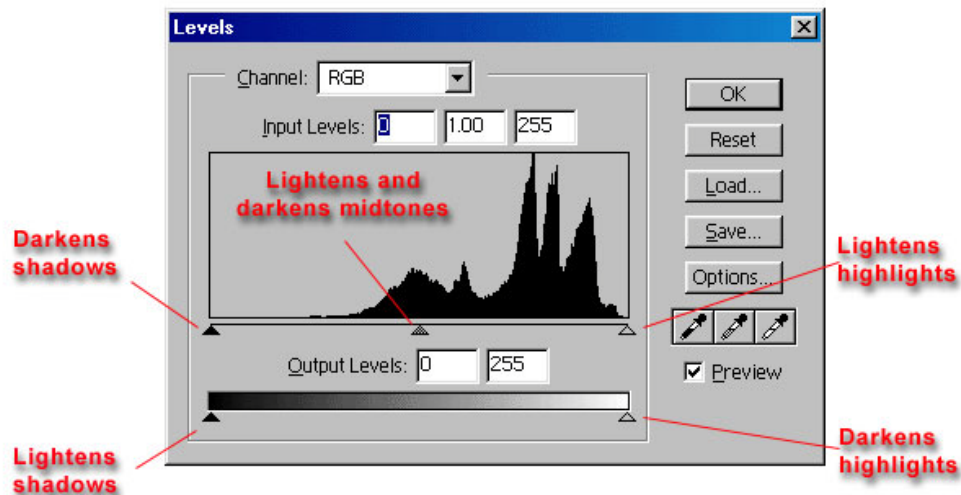 Levels
Channel: RGB
OK
Input Levels: 0 1.00 255
Reset
Lightens and
darkens midtones
Load...
Save...
Darkens
shadows
Lightens
highlights
Options...
Output Levels: 0 255
Preview
Lightens
shadows
Darkens
highlights